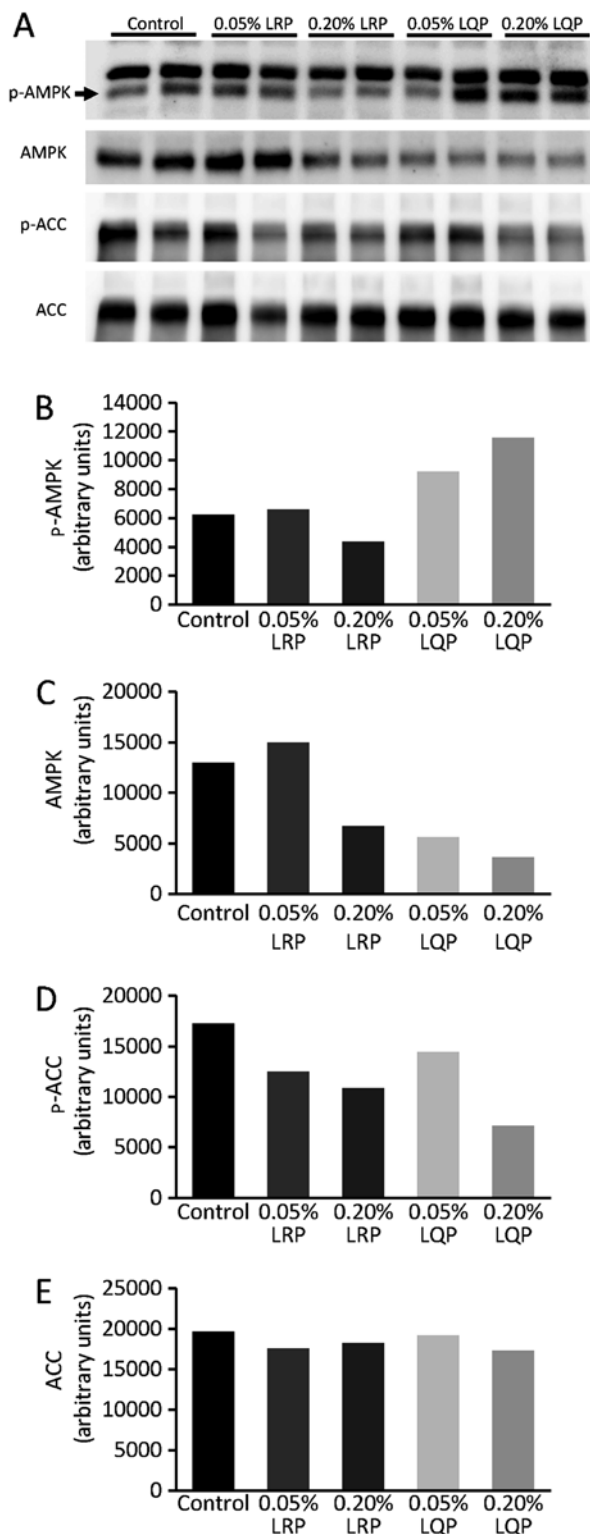 A
Control 0.05% LRP 0.20% LRP 0.05% LQP 0.20% LQP
p-AMPK
AMPK
p-ACC
ACC
B
p-AMPK
(arbitrary units)
14000
12000
10000
8000
6000
4000
2000
0
Control 0.05% 0.20% 0.05% 0.20%
LRP LRP LQP LQP
C
AMPK
(arbitrary units)
20000
15000
10000
5000
0
Control 0.05% 0.20% 0.05% 0.20%
LRP LRP LQP LQP
D
p-ACC
(arbitrary units)
20000
15000
10000
5000
0
Control 0.05% 0.20% 0.05% 0.20%
LRP LRP LQP LQP
E
ACC
(arbitrary units)
25000
20000
15000
10000
5000
0
Control 0.05% 0.20% 0.05% 0.20%
LRP LRP LQP LQP